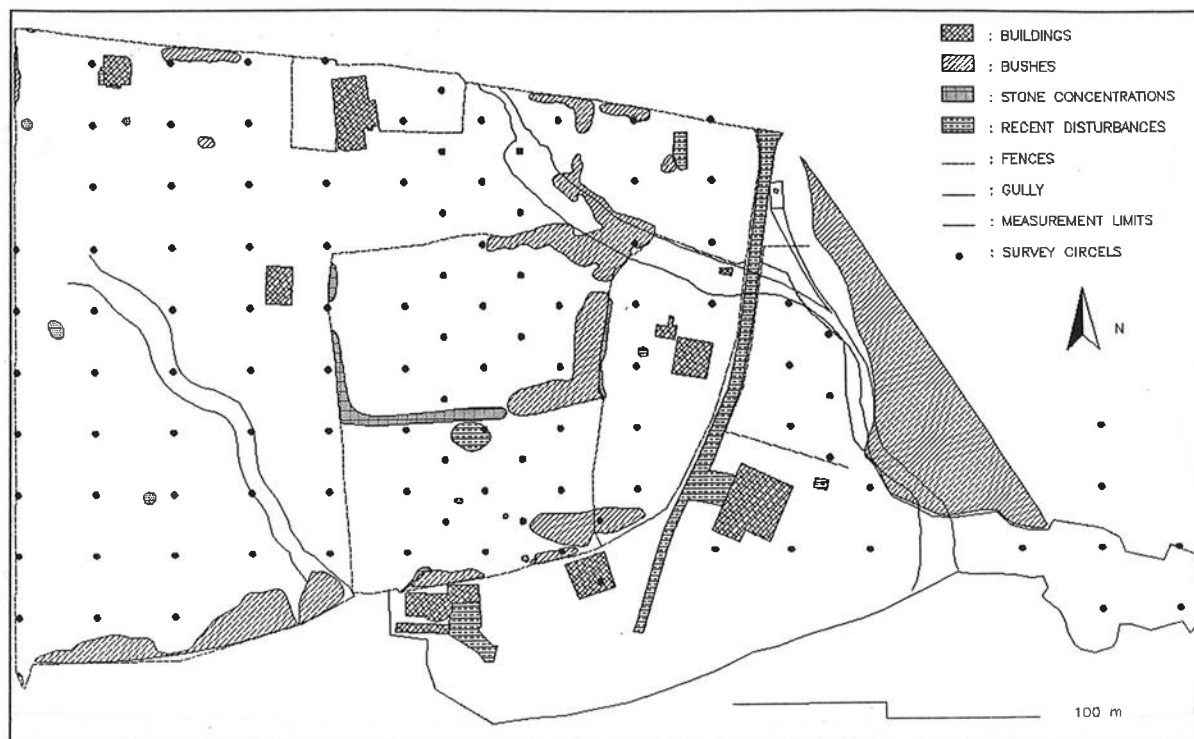 : BUILDINGS
: BUSHES
: STONE CONCENTRATIONS
: RECENT DISTURBANCES
: FENCES
: GULLY
: MEASUREMENT LIMITS
: SURVEY CIRCELS
N
100 m